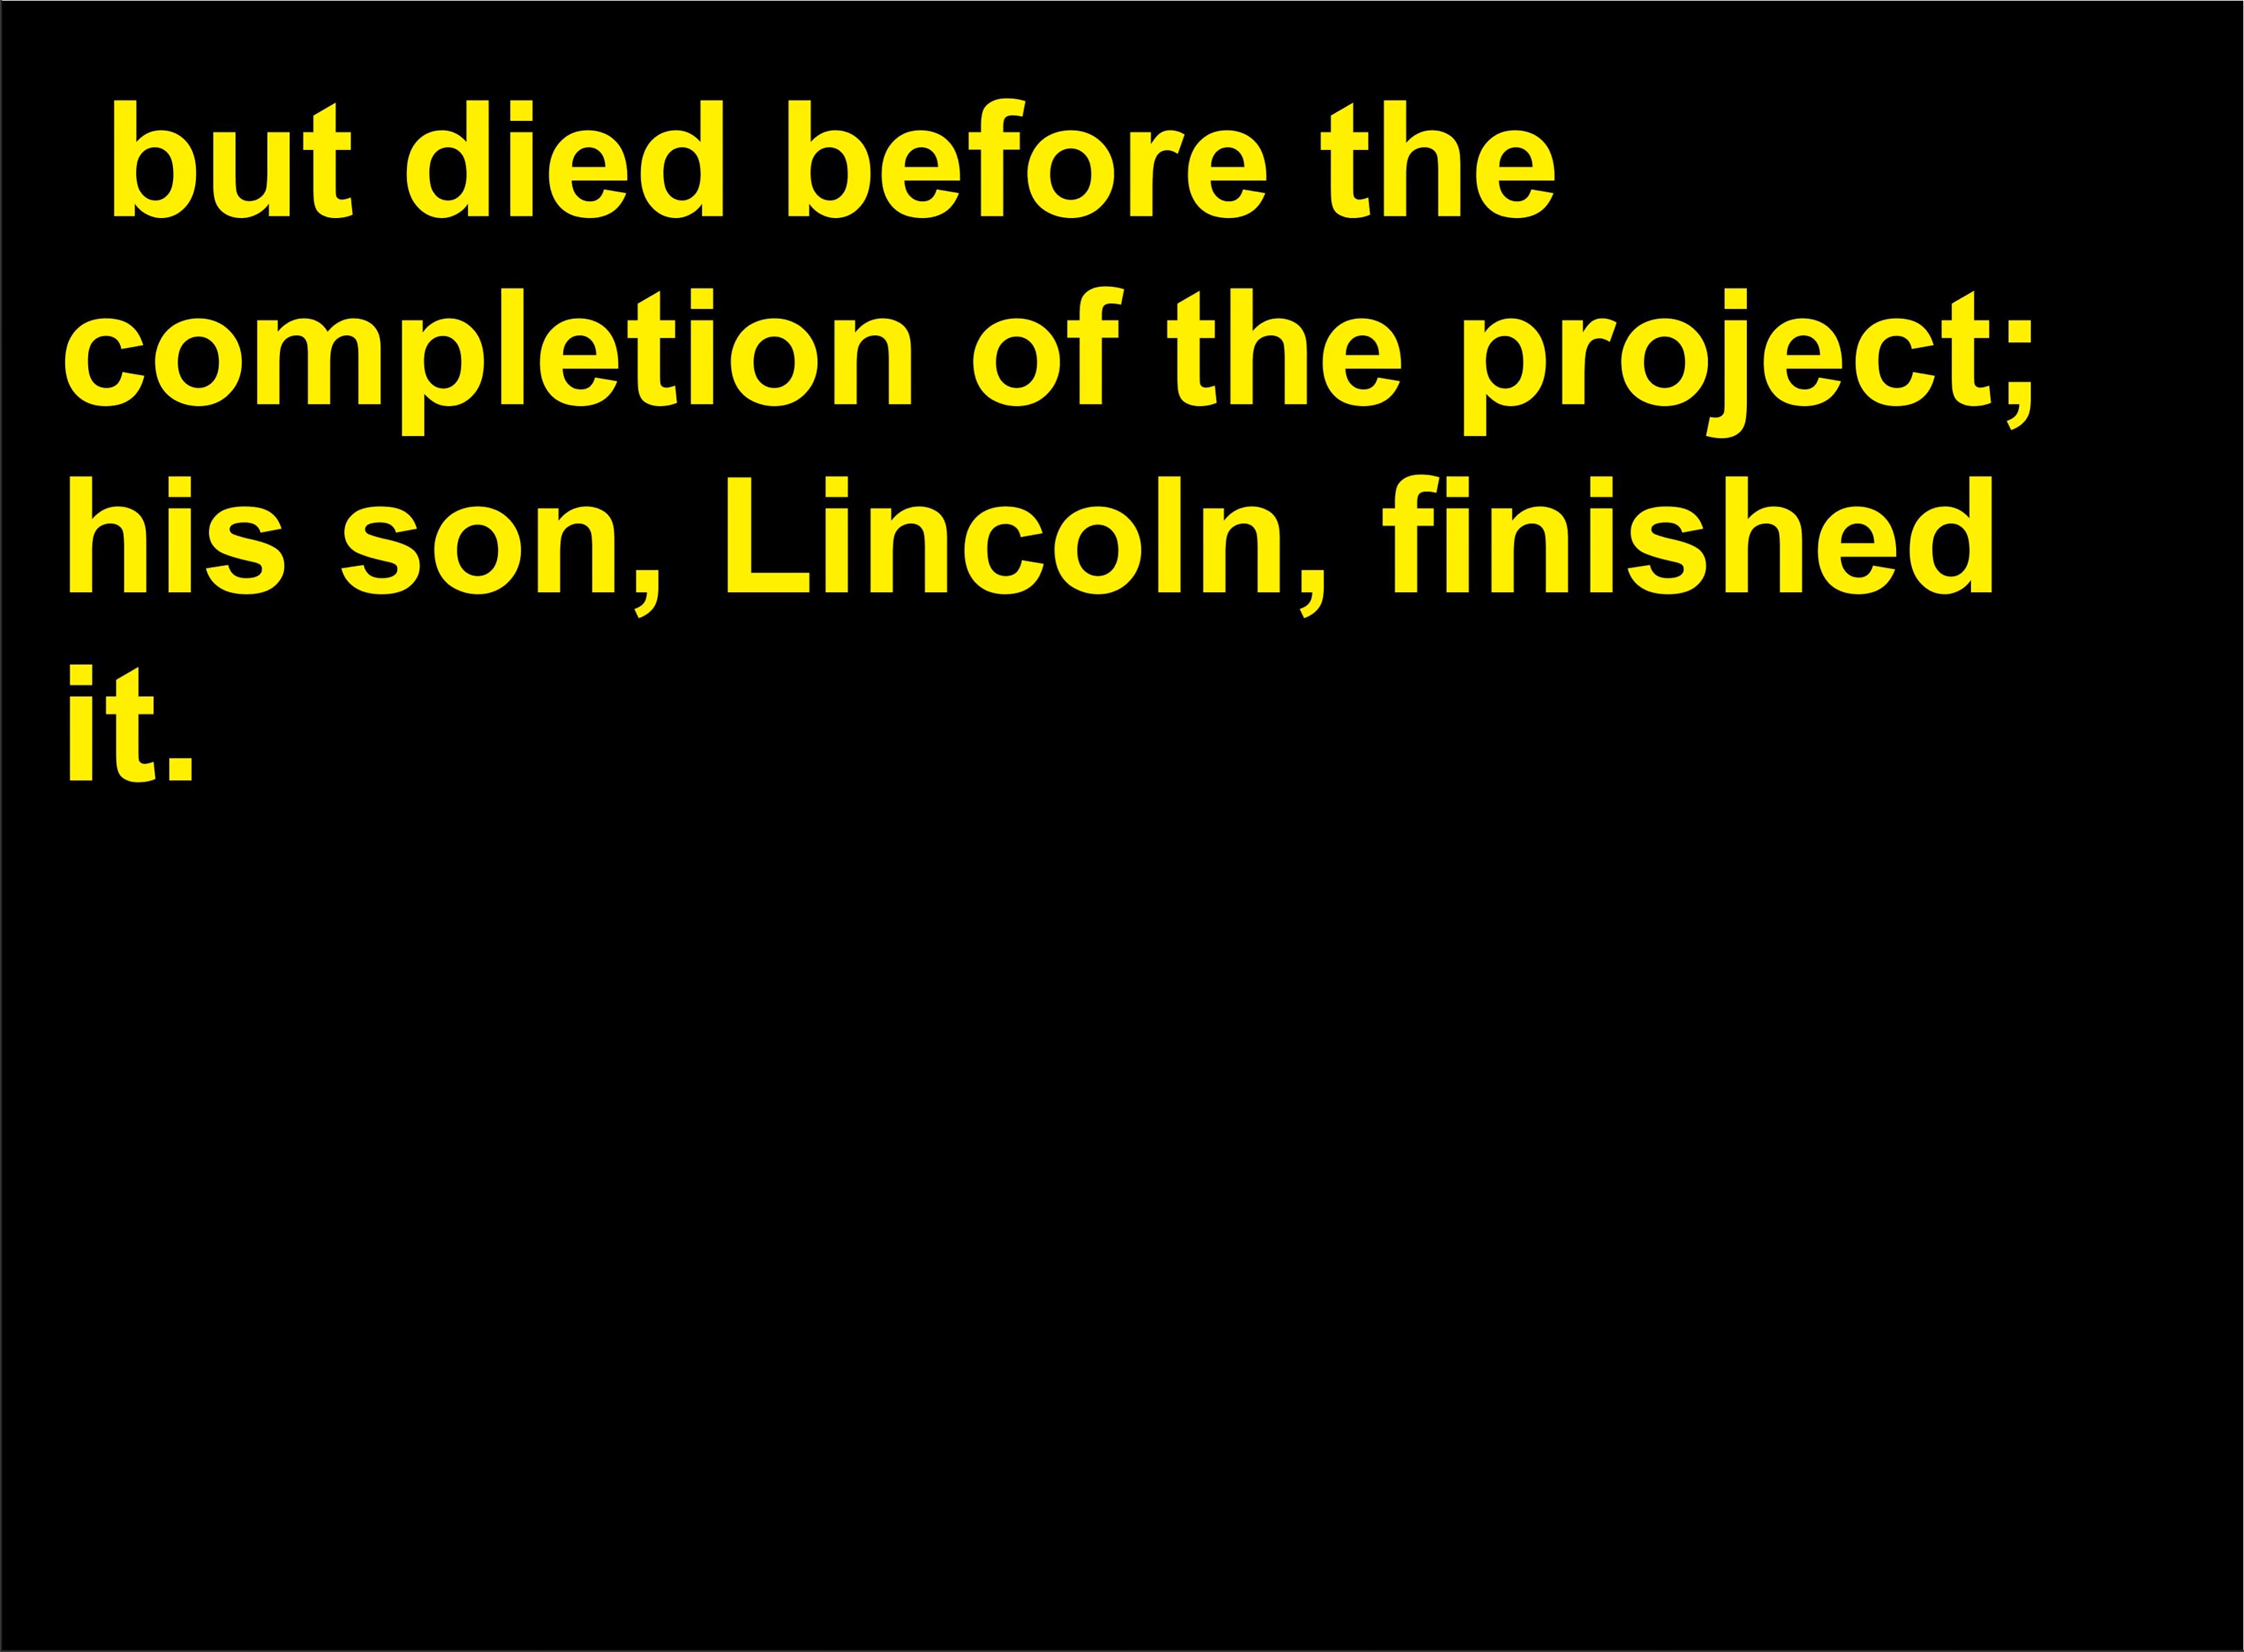 but died before the
completion of the project;
his son, Lincoln, finished
it.